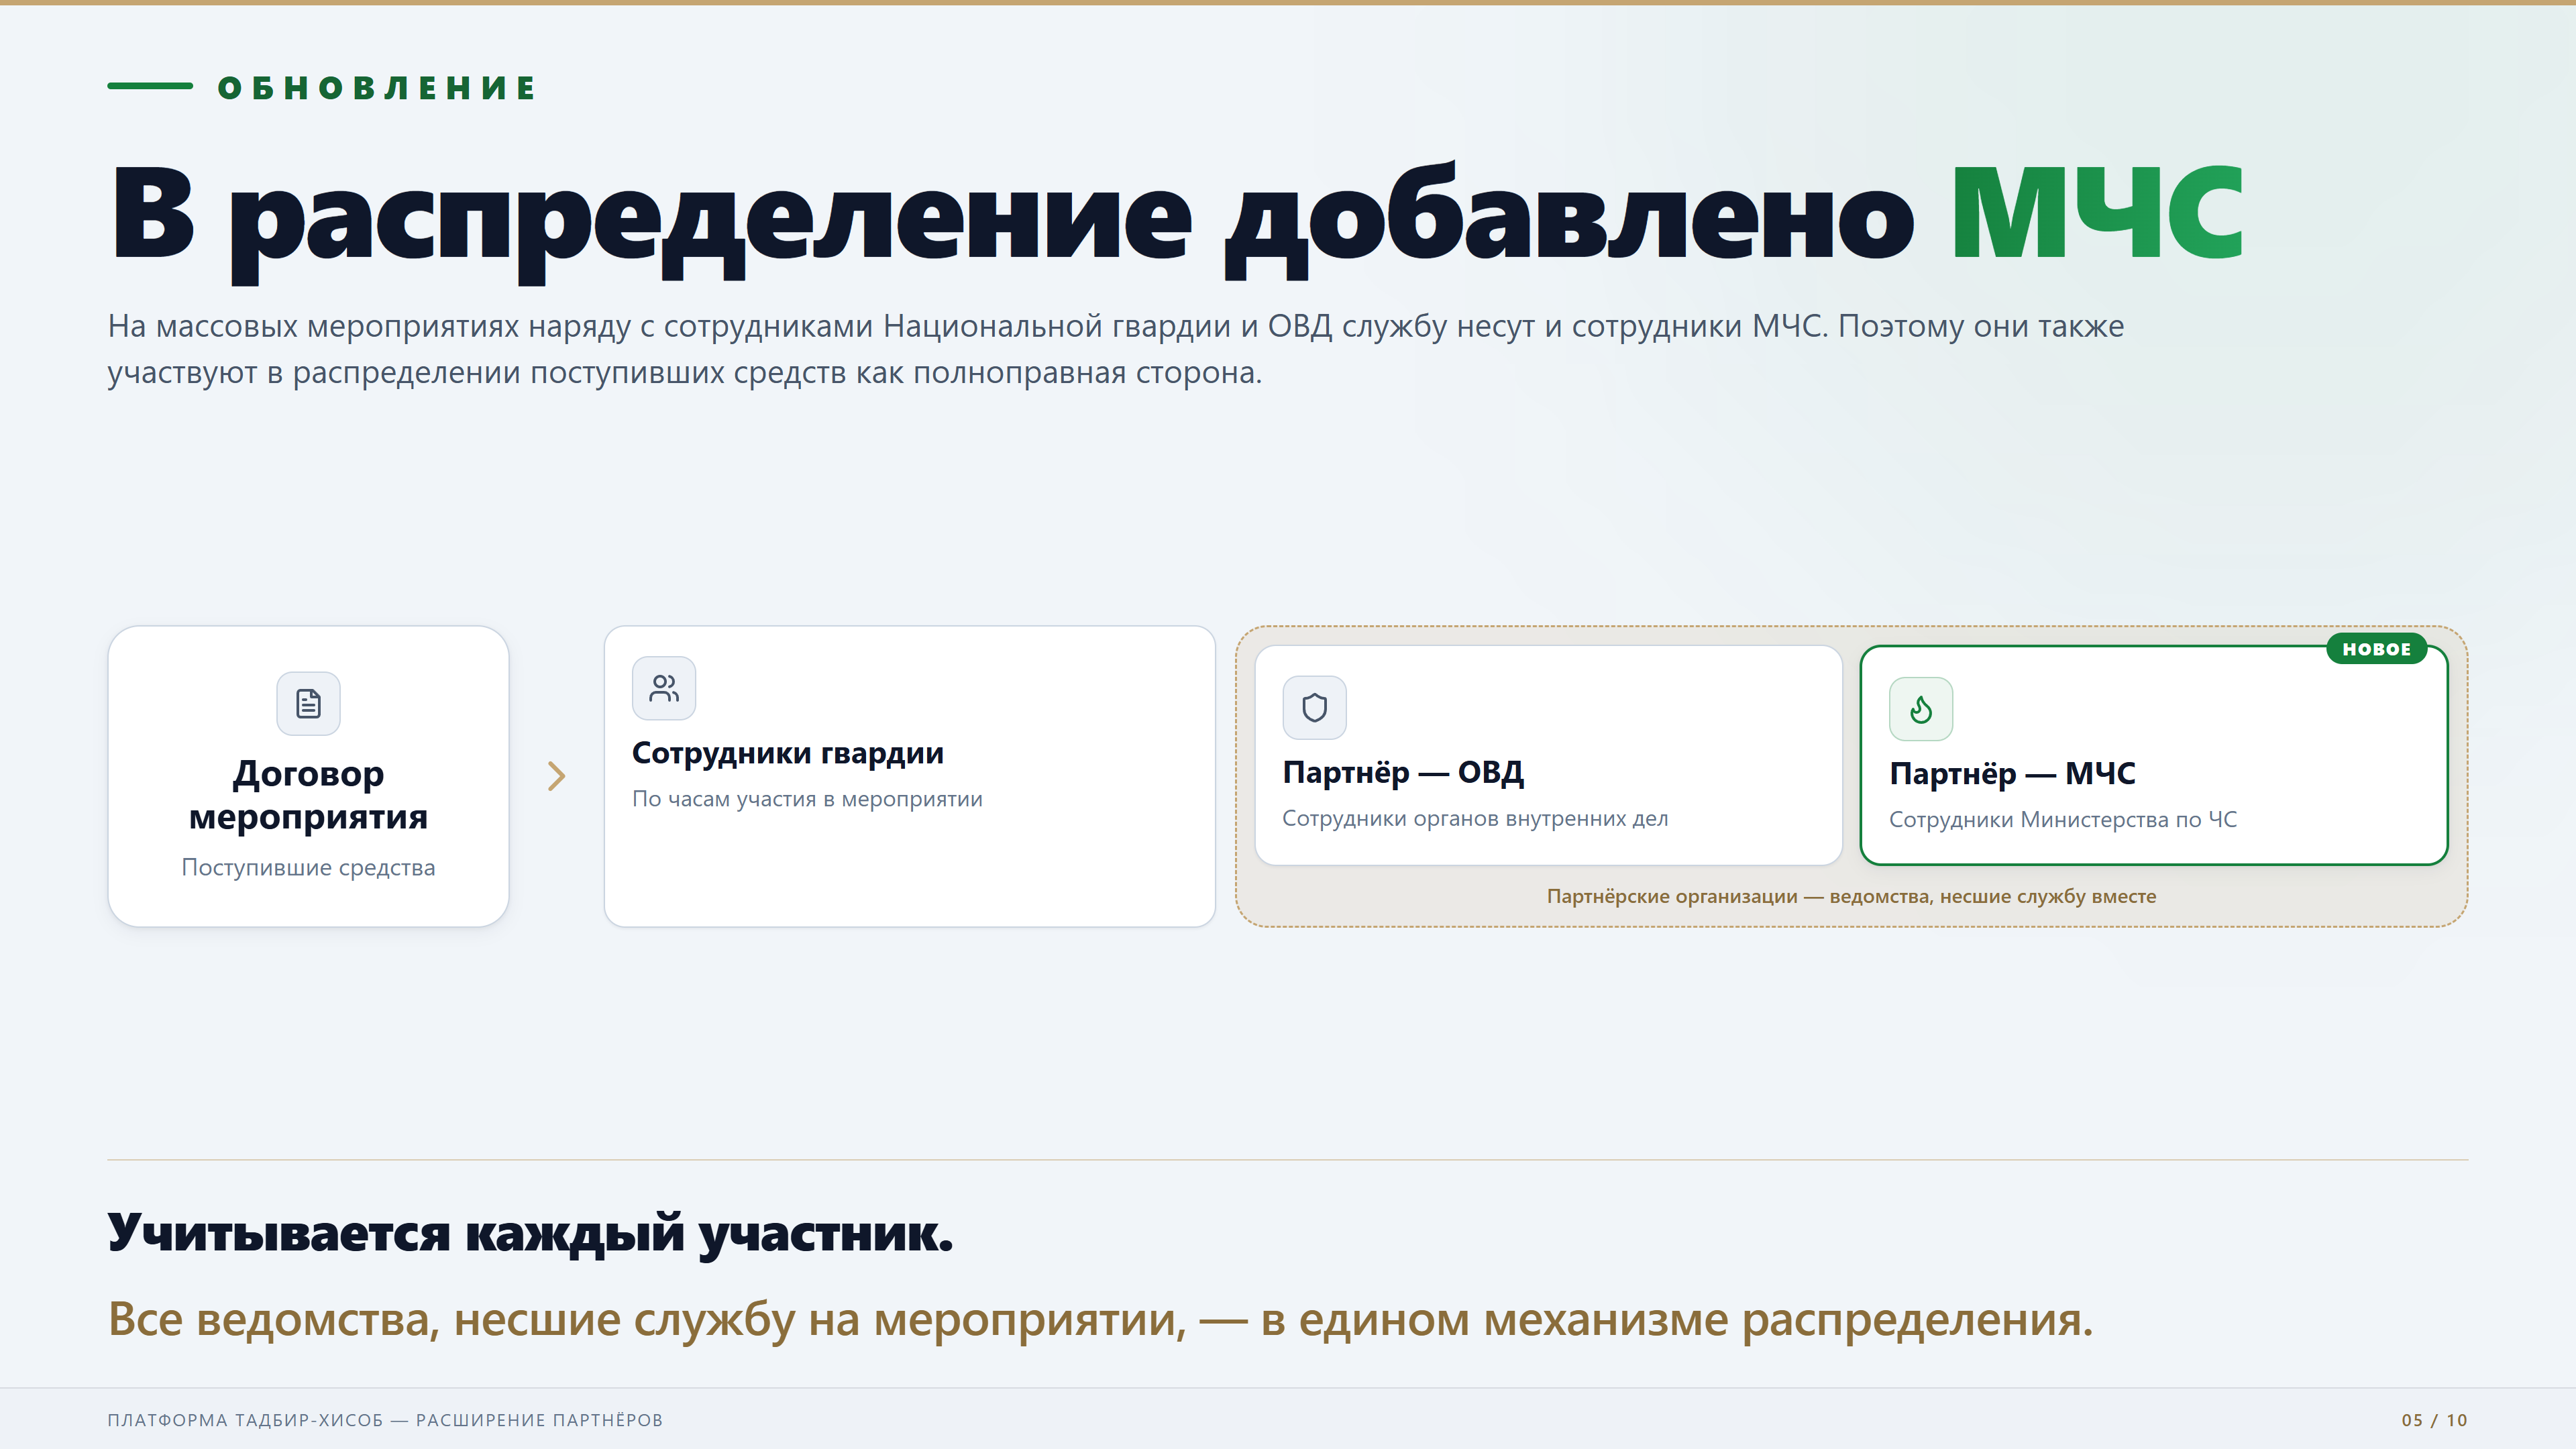 ОБНОВЛЕНИЕ
В распределение добавлено МЧС
На массовых мероприятиях наряду с сотрудниками Национальной гвардии и ОВД службу несут и сотрудники МЧС. Поэтому они также
участвуют в распределении поступивших средств как полноправная сторона.
Договор
мероприятия
Поступившие средства
Сотрудники гвардии
По часам участия в мероприятии
Партнёр — ОВД
Сотрудники органов внутренних дел
НОВОЕ
Партнёр — МЧС
Сотрудники Министерства по ЧС
Партнёрские организации — ведомства, несшие службу вместе
Учитывается каждый участник.
Все ведомства, несшие службу на мероприятии, — в едином механизме распределения.
ПЛАТФОРМА ТАДБИР-ХИСОБ — РАСШИРЕНИЕ ПАРТНЁРОВ
05 / 10